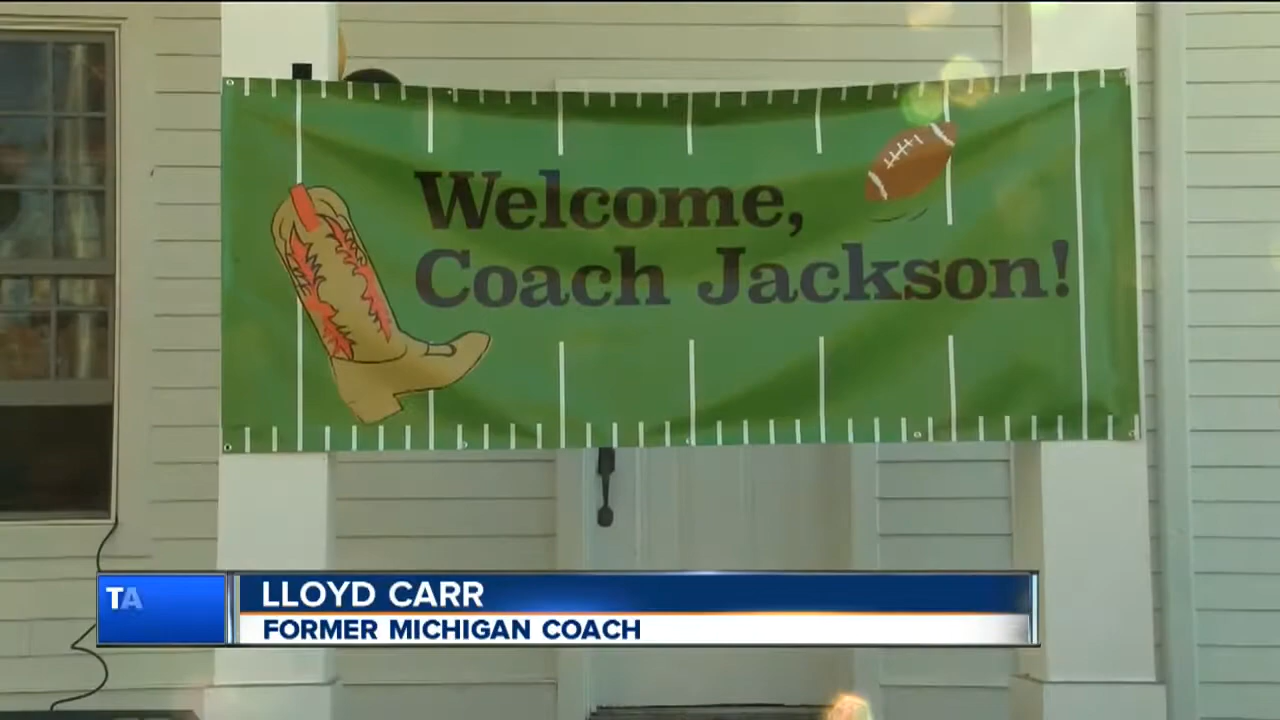 Welcome,
Coach Jackson!
TA
LLOYD CARR
FORMER MICHIGAN COACH